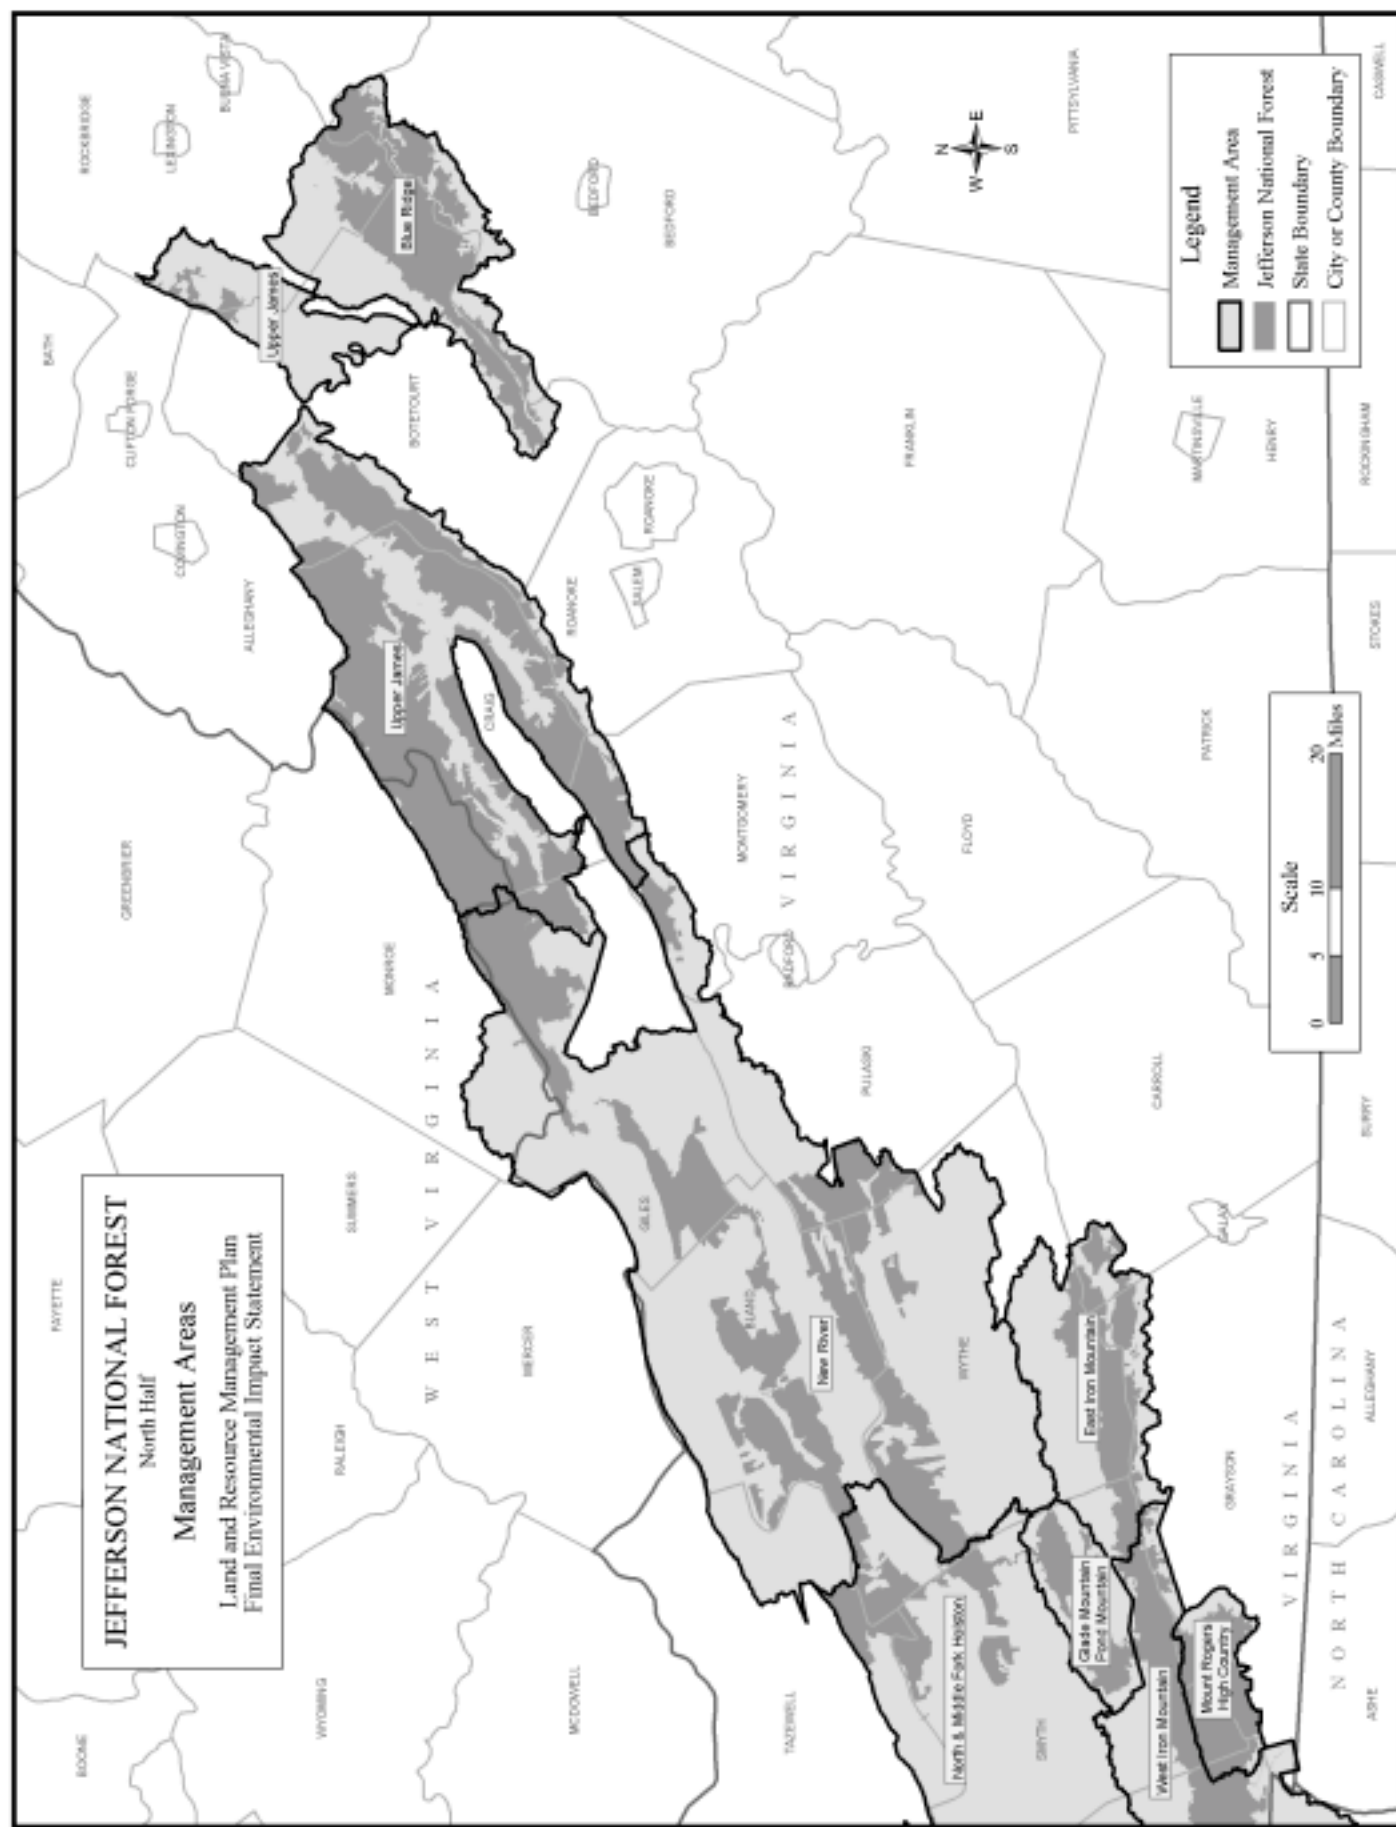 JEFFERSON NATIONAL FOREST
North Half
Management Areas
Land and Resource Management Plan
Final Environmental Impact Statement
BOONE
FAYETTE
WYOMING
RALEIGH
SUMMERS
MCDOWELL
MERCER
WEST VIRGINIA
MONROE
GREENBRIER
ALLEGHANY
COVINGTON
CLIFTON FORGE
BATH
ROCKBRIDGE
LEXINGTON
BUENA VISTA
Upper James
Blue Ridge
BOTETOURT
BEDFORD
BEDFORD
Upper James
CRAIG
ROANOKE
SALEM
ROANOKE
TAZEWELL
GILES
BLAND
New River
MONTGOMERY
VIRGINIA
RADFORD
PULASKI
FLOYD
FRANKLIN
PITTSYLVANIA
North & Middle Fork Holston
SMYTH
WYTHE
Glade Mountain
Pond Mountain
East Iron Mountain
West Iron Mountain
Mount Rogers
High Country
GRAYSON
GALAX
CARROLL
PATRICK
MARTINSVILLE
HENRY
VIRGINIA
NORTH CAROLINA
ASHE
ALLEGHANY
SURRY
STOKES
ROCKINGHAM
CASWELL
N
W
E
S
Scale
0 5 10 20
Miles
Legend
Management Area
Jefferson National Forest
State Boundary
City or County Boundary